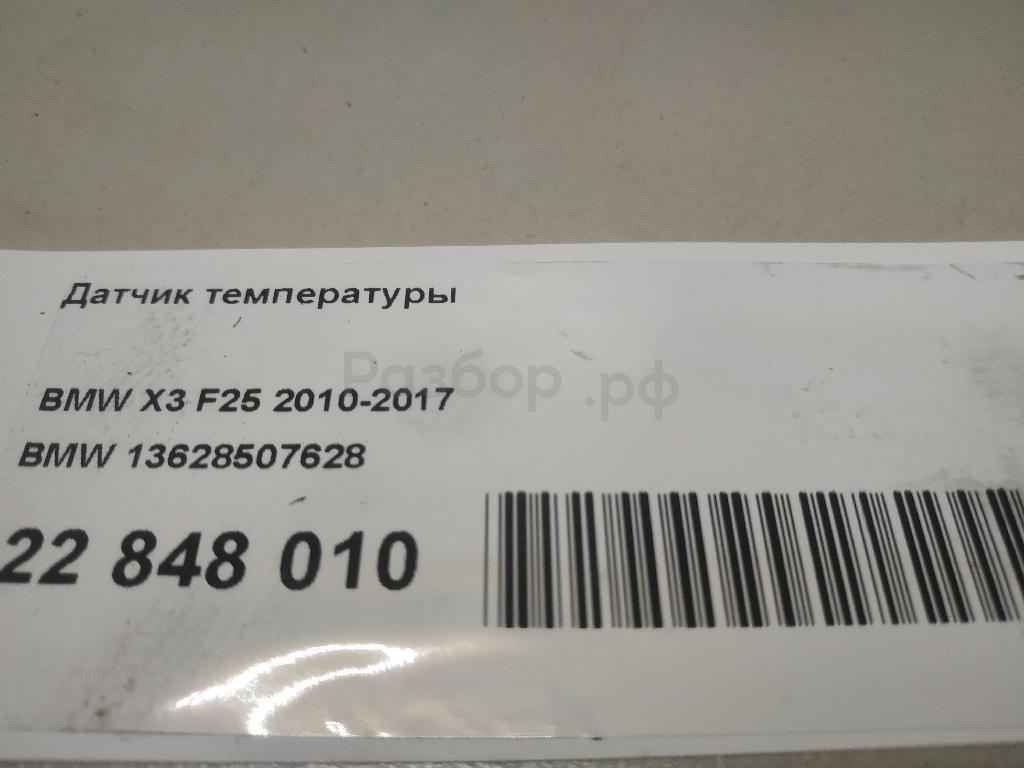 Датчик температуры
Разбор.рф
BMW X3 F25 2010-2017
BMW 13628507628
22 848 010